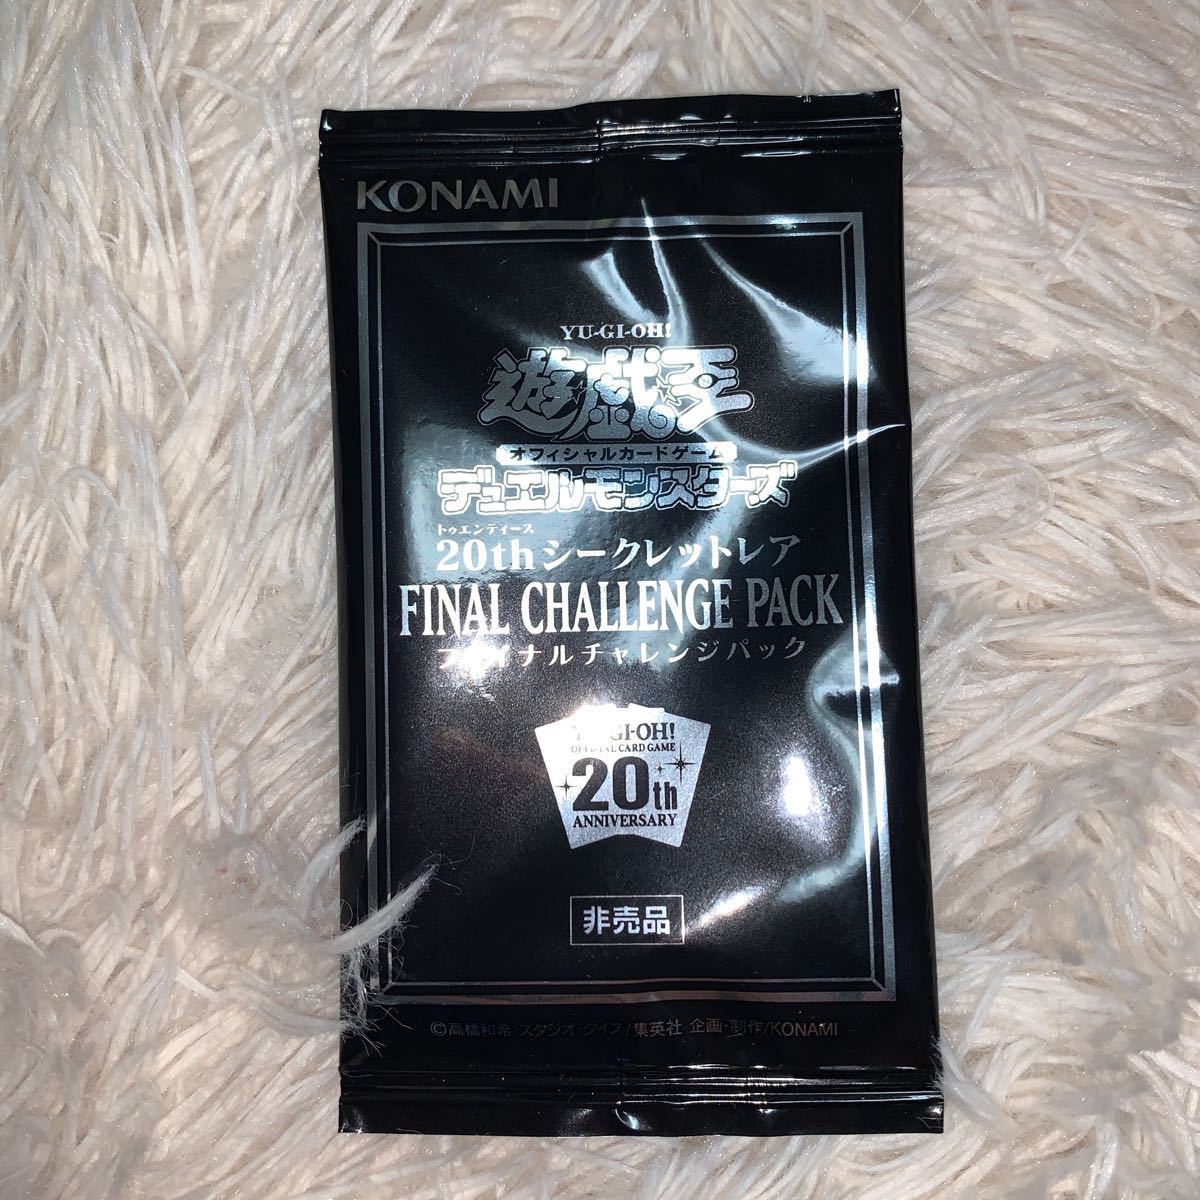 KONAMI
YU-GI-OH!
遊戯王
オフィシャルカードゲーム
デュエルモンスターズ
トゥエンティース
20thシークレットレア
FINAL CHALLENGE PACK
ファイナルチャレンジパック
YU-GI-OH!
OFFICIAL CARD GAME
20th
ANNIVERSARY
非売品
©高橋和希 スタジオ・ダイス/集英社 企画・制作/KONAMI